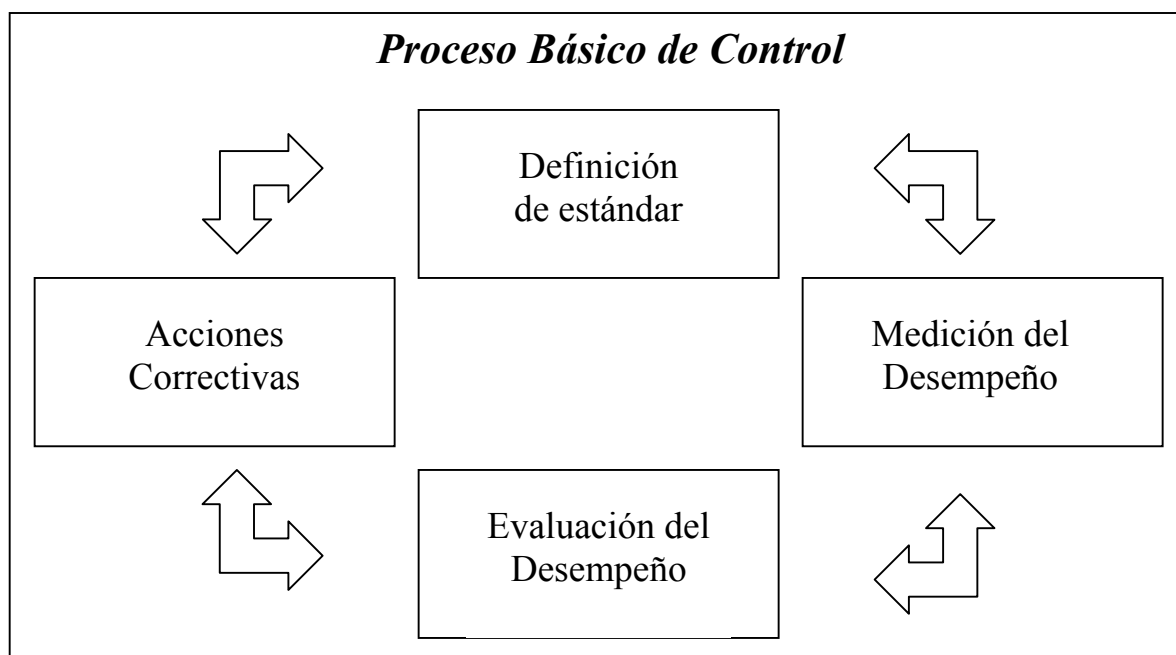 Proceso Básico de Control
Definición
de estándar
Acciones
Correctivas
Medición del
Desempeño
Evaluación del
Desempeño